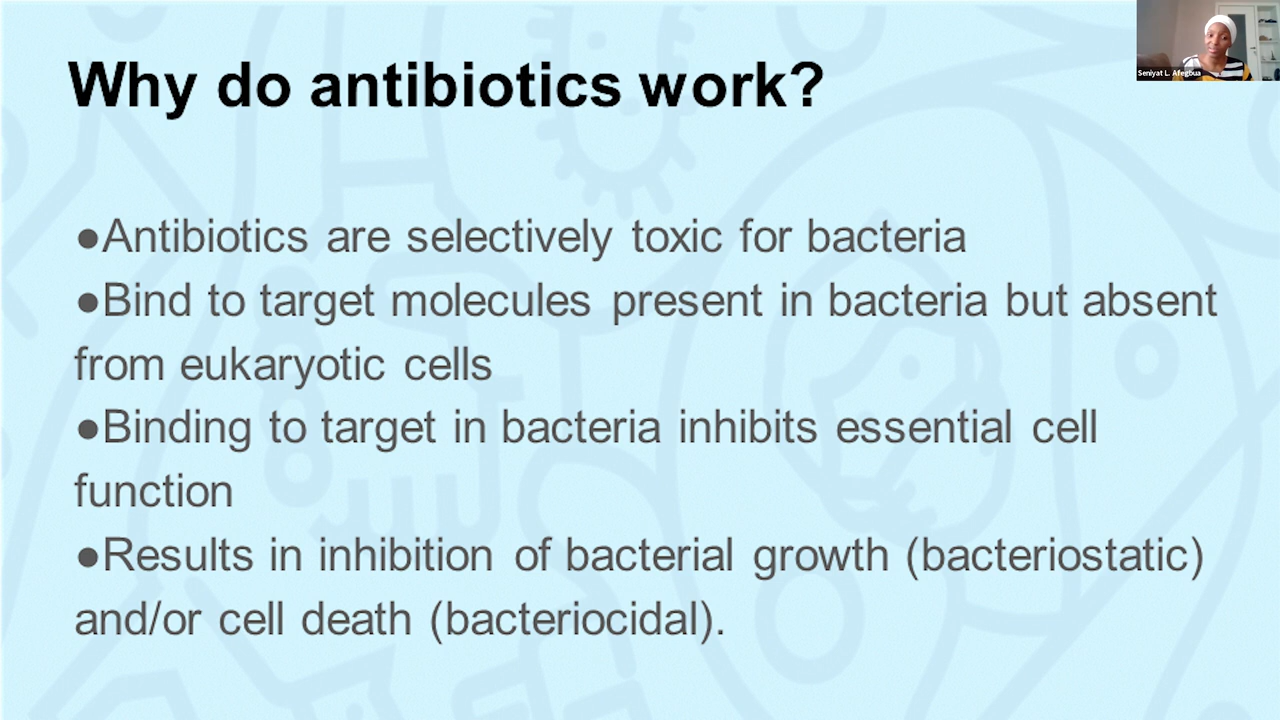 Why do antibiotics work?
Seniyat L. Afegbua
●Antibiotics are selectively toxic for bacteria
●Bind to target molecules present in bacteria but absent
from eukaryotic cells
●Binding to target in bacteria inhibits essential cell
function
●Results in inhibition of bacterial growth (bacteriostatic)
and/or cell death (bacteriocidal).